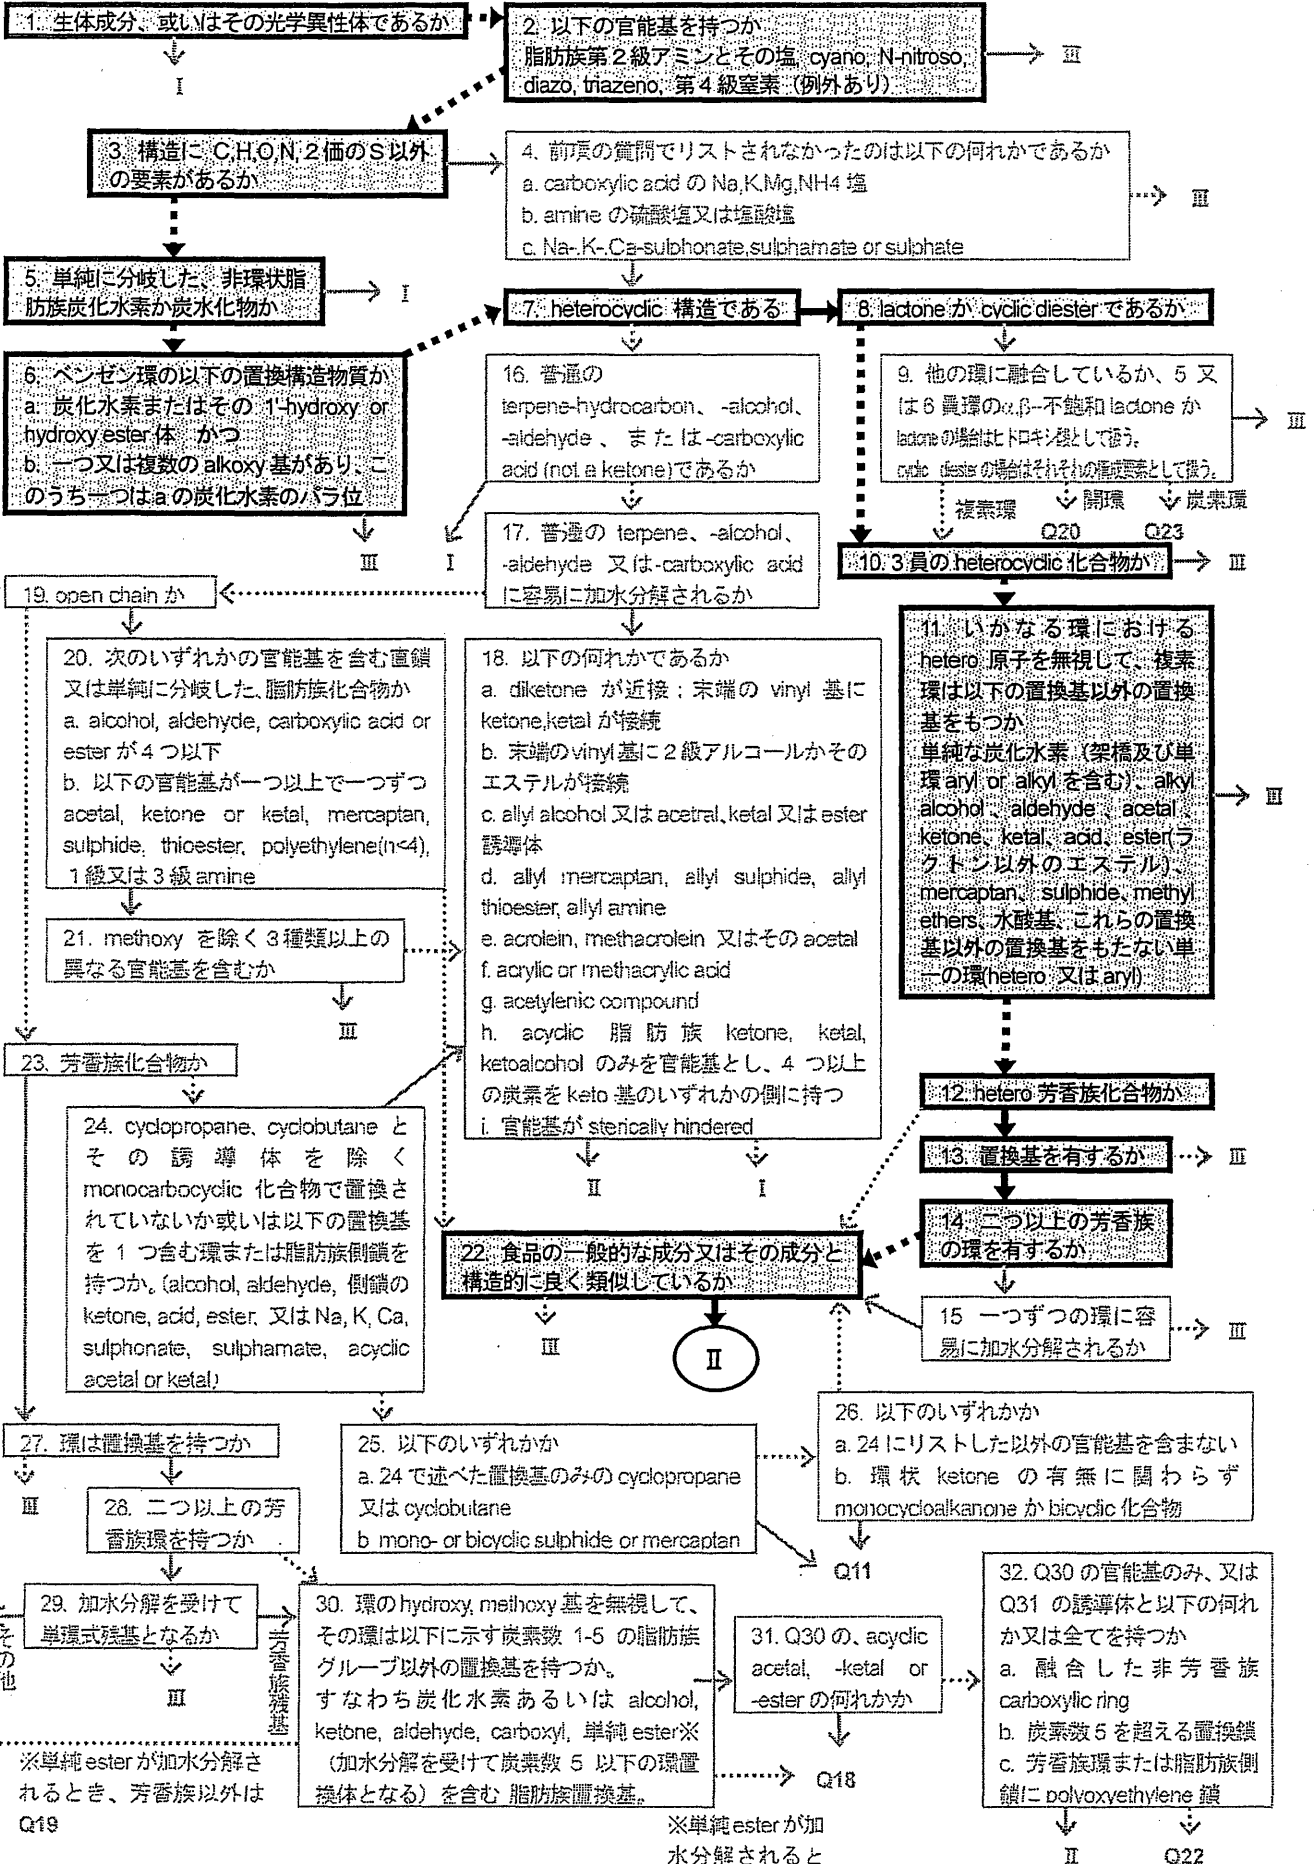 1. 生体成分、或いはその光学異性体であるか
I
2. 以下の官能基を持つか
脂肪族第2級アミンとその塩, cyano, N-nitroso,
diazo, triazeno, 第4級窒素（例外あり）
III
3. 構造に C,H,O,N,2価のS以外
の要素があるか
4. 前項の質問でリストされなかったのは以下の何れかであるか
a. carboxylic acid の Na,K,Mg,NH4 塩
b. amine の硫酸塩又は塩酸塩
c. Na-.K-.Ca-sulphonate,sulphamate or sulphate
III
5. 単純に分岐した、非環状脂
肪族炭化水素か炭水化物か
I
6. ベンゼン環の以下の置換構造物質か
a: 炭化水素またはその 1'-hydroxy or
hydroxy ester 体　かつ
b. 一つ又は複数の alkoxy 基があり、こ
のうち一つは a の炭化水素のパラ位
III
7. heterocyclic 構造である
8. lactone か cyclic diester であるか
9. 他の環に融合しているか、5 又
は 6 員環のα,β-不飽和 lactone か
lactone の場合はヒドロキシ酸として扱う。
cyclic diester の場合はそれぞれの構成要素として扱う。
III
複素環
開環
炭素環
Q20
Q23
10. 3員の heterocyclic 化合物か
III
11. いかなる環における
hetero 原子を無視して、複素
環は以下の置換基以外の置換
基をもつか
単純な炭化水素（架橋及び単
環 aryl or alkyl を含む）、alkyl
alcohol、aldehyde、acetal、
ketone、ketal、acid、ester(ラ
クトン以外のエステル)、
mercaptan、sulphide、methyl
ethers、水酸基、これらの置換
基以外の置換基をもたない単
一の環(hetero 又は aryl)
III
12. hetero 芳香族化合物か
13. 置換基を有するか
III
14. 二つ以上の芳香族
の環を有するか
15 一つずつの環に容
易に加水分解されるか
III
16. 普通の
terpene-hydrocarbon、-alcohol、
-aldehyde、または-carboxylic
acid (not a ketone)であるか
I
17. 普通の terpene、-alcohol、
-aldehyde 又は-carboxylic acid
に容易に加水分解されるか
18. 以下の何れかであるか
a. diketone が近接；末端の vinyl 基に
ketone,ketal が接続
b. 末端のvinyl基に2級アルコールかその
エステルが接続
c. allyl alcohol 又は acetral、ketal 又は ester
誘導体
d. allyl mercaptan, allyl sulphide, allyl
thioester, allyl amine
e. acrolein, methacrolein 又はその acetal
f. acrylic or methacrylic acid
g. acetylenic compound
h. acyclic 脂肪族 ketone, ketal,
ketoalcohol のみを官能基とし、4 つ以上
の炭素を keto 基のいずれかの側に持つ
i. 官能基が sterically hindered
II
I
19. open chain か
20. 次のいずれかの官能基を含む直鎖
又は単純に分岐した、脂肪族化合物か
a. alcohol, aldehyde, carboxylic acid or
ester が4つ以下
b. 以下の官能基が一つ以上で一つずつ
acetal, ketone or ketal, mercaptan,
sulphide, thioester, polyethylene(n<4),
1級又は3級 amine
21. methoxy を除く3種類以上の
異なる官能基を含むか
III
22. 食品の一般的な成分又はその成分と
構造的に良く類似しているか
III
II
23. 芳香族化合物か
24. cyclopropane、cyclobutane と
その誘導体を除く
monocarbocyclic 化合物で置換さ
れていないか或いは以下の置換基
を 1 つ含む環または脂肪族側鎖を
持つか。(alcohol, aldehyde, 側鎖の
ketone, acid, ester, 又は Na, K, Ca,
sulphonate, sulphamate, acyclic
acetal or ketal)
25. 以下のいずれかか
a. 24 で述べた置換基のみの cyclopropane
又は cyclobutane
b mono- or bicyclic sulphide or mercaptan
26. 以下のいずれかか
a. 24 にリストした以外の官能基を含まない
b. 環状 ketone の有無に関わらず
monocycloalkanone か bicyclic 化合物
Q11
27. 環は置換基を持つか
III
28. 二つ以上の芳
香族環を持つか
29. 加水分解を受けて
単環式残基となるか
III
その他
芳香族残基
※単純 ester が加水分解さ
れるとき、芳香族以外は
Q19
30. 環の hydroxy, methoxy 基を無視して、
その環は以下に示す炭素数 1-5 の脂肪族
グループ以外の置換基を持つか。
すなわち炭化水素あるいは alcohol,
ketone, aldehyde, carboxyl, 単純 ester※
（加水分解を受けて炭素数 5 以下の環置
換体となる）を含む 脂肪族置換基。
※単純 ester が加
水分解されると
31. Q30 の、acyclic
acetal, -ketal or
-ester の何れかか
Q18
32. Q30 の官能基のみ、又は
Q31 の誘導体と以下の何れ
か又は全てを持つか
a. 融合した非芳香族
carboxylic ring
b. 炭素数 5 を超える置換鎖
c. 芳香族環または脂肪族側
鎖に polyoxyethylene 鎖
II
Q22